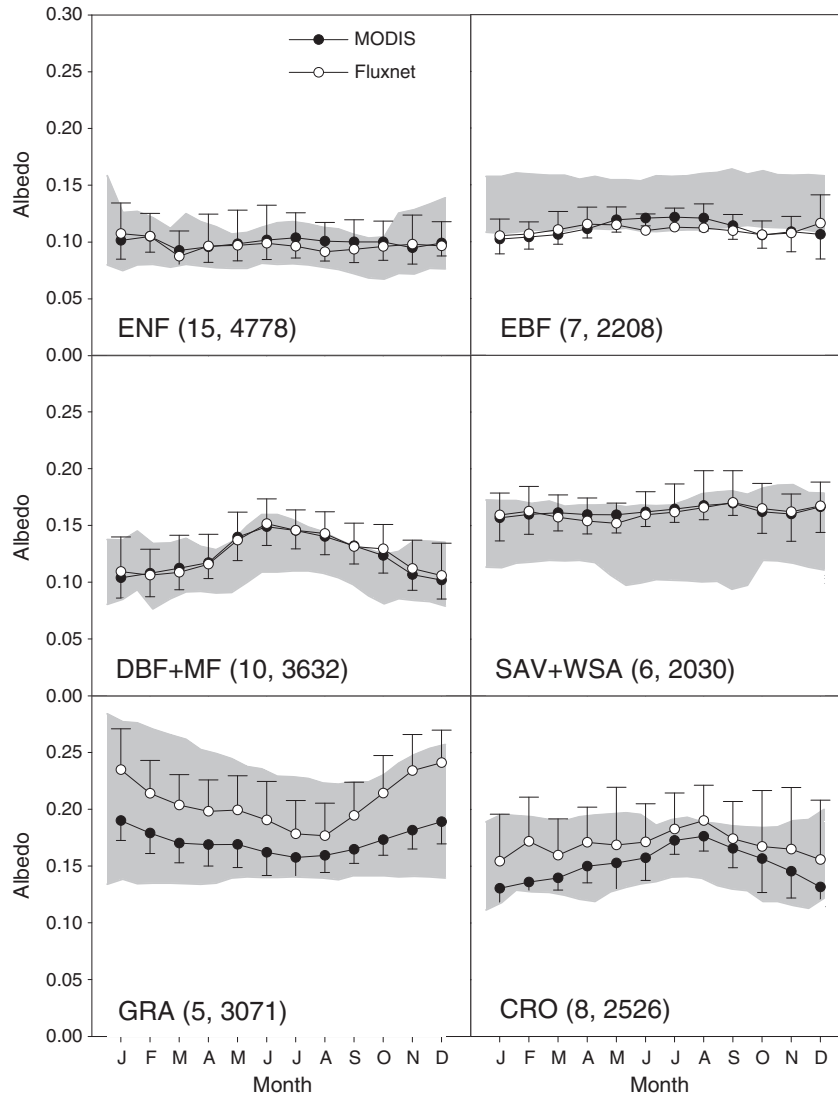 0.30
0.25
0.20
0.15
0.10
0.05
0.00
Albedo
MODIS
Fluxnet
ENF (15, 4778)
EBF (7, 2208)
0.25
0.20
0.15
0.10
0.05
0.00
Albedo
DBF+MF (10, 3632)
SAV+WSA (6, 2030)
0.25
0.20
0.15
0.10
0.05
0.00
Albedo
GRA (5, 3071)
CRO (8, 2526)
J F M A M J J A S O N D
J F M A M J J A S O N D
Month
Month